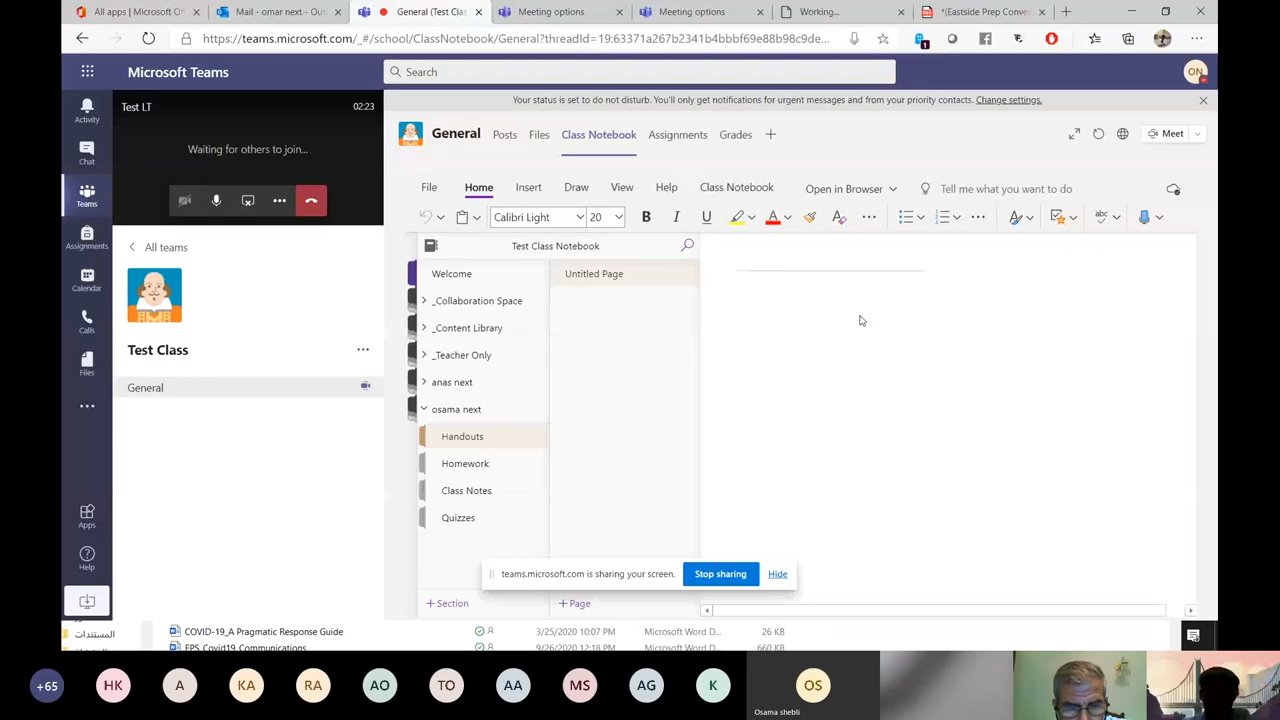 All apps | Microsoft Of
Mail - omar next - Out
General (Test Class
Meeting options
Meeting options
Working...
*(Eastside Prep Conve
https://teams.microsoft.com/_#/school/ClassNotebook/General?threadId=19:63371a267b2341b4bbbf69e88b98c9de...
1
Microsoft Teams
Search
ON
Your status is set to do not disturb. You'll only get notifications for urgent messages and from your priority contacts. Change settings.
Activity
Chat
Teams
Assignments
Calendar
Calls
Files
Apps
Help
Test LT
02:23
Waiting for others to join...
All teams
Test Class
General
General
Posts
Files
Class Notebook
Assignments
Grades
Meet
File
Home
Insert
Draw
View
Help
Class Notebook
Open in Browser
Tell me what you want to do
Calibri Light
20
B
I
U
A
abc
Test Class Notebook
Welcome
_Collaboration Space
_Content Library
_Teacher Only
anas next
osama next
Handouts
Homework
Class Notes
Quizzes
Untitled Page
+ Section
+ Page
teams.microsoft.com is sharing your screen.
Stop sharing
Hide
المستندات
COVID-19_A Pragmatic Response Guide
3/25/2020 10:07 PM
Microsoft Word D...
26 KB
EPS_Covid19_Communications
9/26/2020 12:18 PM
Microsoft Word D...
660 KB
+65
HK
A
KA
RA
AO
TO
AA
MS
AG
K
OS
Osama shebli